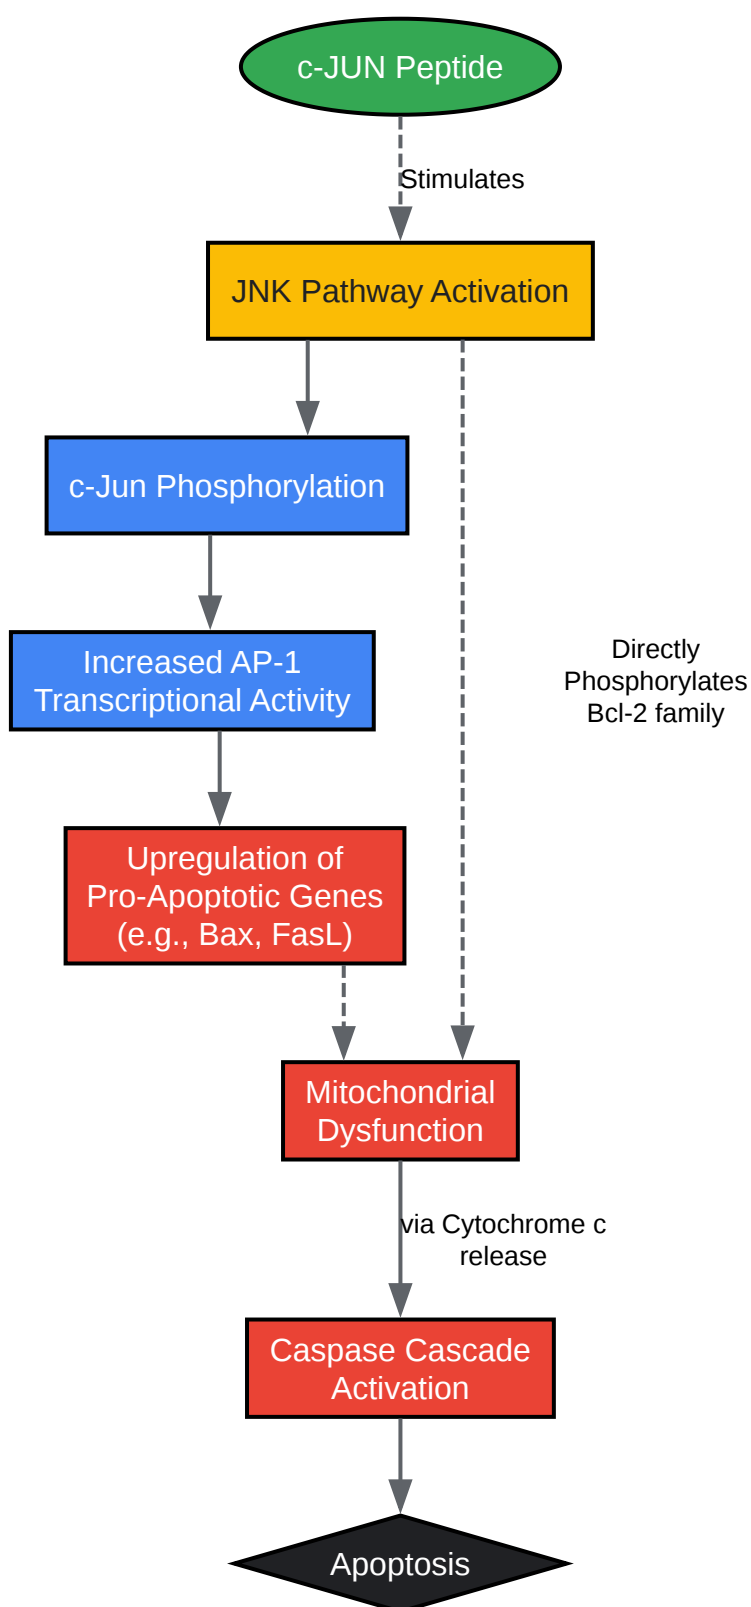 c-JUN Peptide
Stimulates
JNK Pathway Activation
c-Jun Phosphorylation
Increased AP-1
Transcriptional Activity
Directly
Phosphorylates
Bcl-2 family
Upregulation of
Pro-Apoptotic Genes
(e.g., Bax, FasL)
Mitochondrial
Dysfunction
via Cytochrome c
release
Caspase Cascade
Activation
Apoptosis